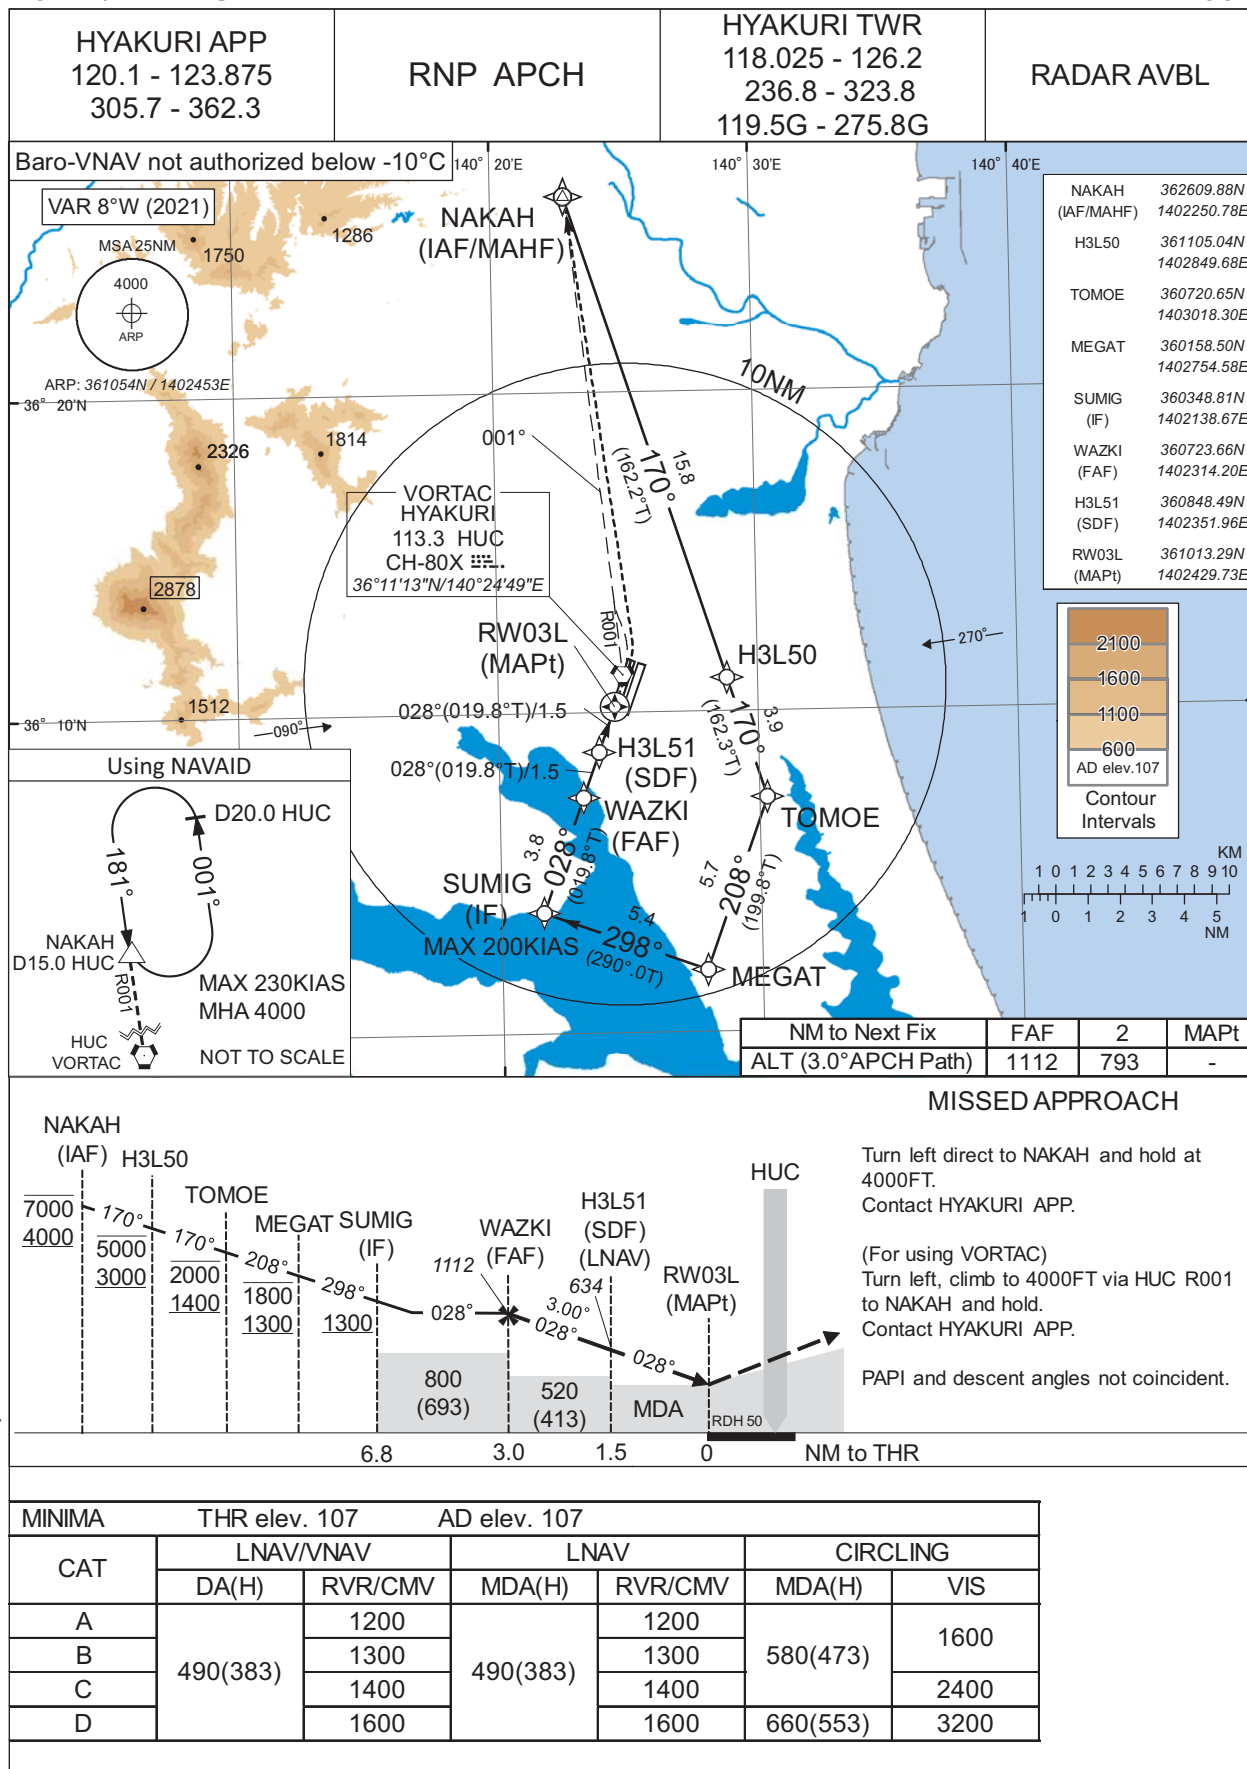 HYAKURI APP
120.1 - 123.875
305.7 - 362.3
RNP APCH
HYAKURI TWR
118.025 - 126.2
236.8 - 323.8
119.5G - 275.8G
RADAR AVBL
Baro-VNAV not authorized below -10°C
140° 20'E
140° 30'E
140° 40'E
VAR 8°W (2021)
MSA 25NM
4000
ARP
ARP: 361054N / 1402453E
1750
1286
NAKAH
(IAF/MAHF)
NAKAH 362609.88N
(IAF/MAHF) 1402250.78E
H3L50 361105.04N
1402849.68E
TOMOE 360720.65N
1403018.30E
MEGAT 360158.50N
1402754.58E
SUMIG 360348.81N
(IF) 1402138.67E
WAZKI 360723.66N
(FAF) 1402314.20E
H3L51 360848.49N
(SDF) 1402351.96E
RW03L 361013.29N
(MAPt) 1402429.73E
36° 20'N
10NM
2326
1814
001°
15.8
170°
(162.2°T)
VORTAC
HYAKURI
113.3 HUC
CH-80X
36°11'13"N/140°24'49"E
2878
R001
RW03L
(MAPt)
H3L50
270°
2100
1600
1100
600
AD elev.107
Contour
Intervals
1512
36° 10'N
090°
028°(019.8°T)/1.5
3.9
170°
(162.3°T)
H3L51
(SDF)
028°(019.8°T)/1.5
WAZKI
(FAF)
TOMOE
3.8
028°
(019.8°T)
5.7
208°
(199.8°T)
SUMIG
(IF)
MAX 200KIAS
5.4
298°
(290°.0T)
MEGAT
KM
1 0 1 2 3 4 5 6 7 8 9 10
1 0 1 2 3 4 5
NM
Using NAVAID
D20.0 HUC
181°
001°
NAKAH
D15.0 HUC
R001
MAX 230KIAS
MHA 4000
HUC
VORTAC
NOT TO SCALE
NM to Next Fix FAF 2 MAPt
ALT (3.0°APCH Path) 1112 793 -
NAKAH
(IAF)
H3L50
TOMOE
MEGAT
SUMIG
(IF)
WAZKI
(FAF)
H3L51
(SDF)
(LNAV)
RW03L
(MAPt)
HUC
7000
4000
170°
5000
3000
170°
2000
1400
208°
1800
1300
298°
1300
028°
1112
3.00°
028°
634
028°
800
(693)
520
(413)
MDA
RDH 50
6.8 3.0 1.5 0 NM to THR
MISSED APPROACH
Turn left direct to NAKAH and hold at
4000FT.
Contact HYAKURI APP.
(For using VORTAC)
Turn left, climb to 4000FT via HUC R001
to NAKAH and hold.
Contact HYAKURI APP.
PAPI and descent angles not coincident.
MINIMA THR elev. 107 AD elev. 107
CAT LNAV/VNAV LNAV CIRCLING
DA(H) RVR/CMV MDA(H) RVR/CMV MDA(H) VIS
A 490(383) 1200 490(383) 1200 580(473) 1600
B 1300 1300
C 1400 1400 2400
D 1600 1600 660(553) 3200